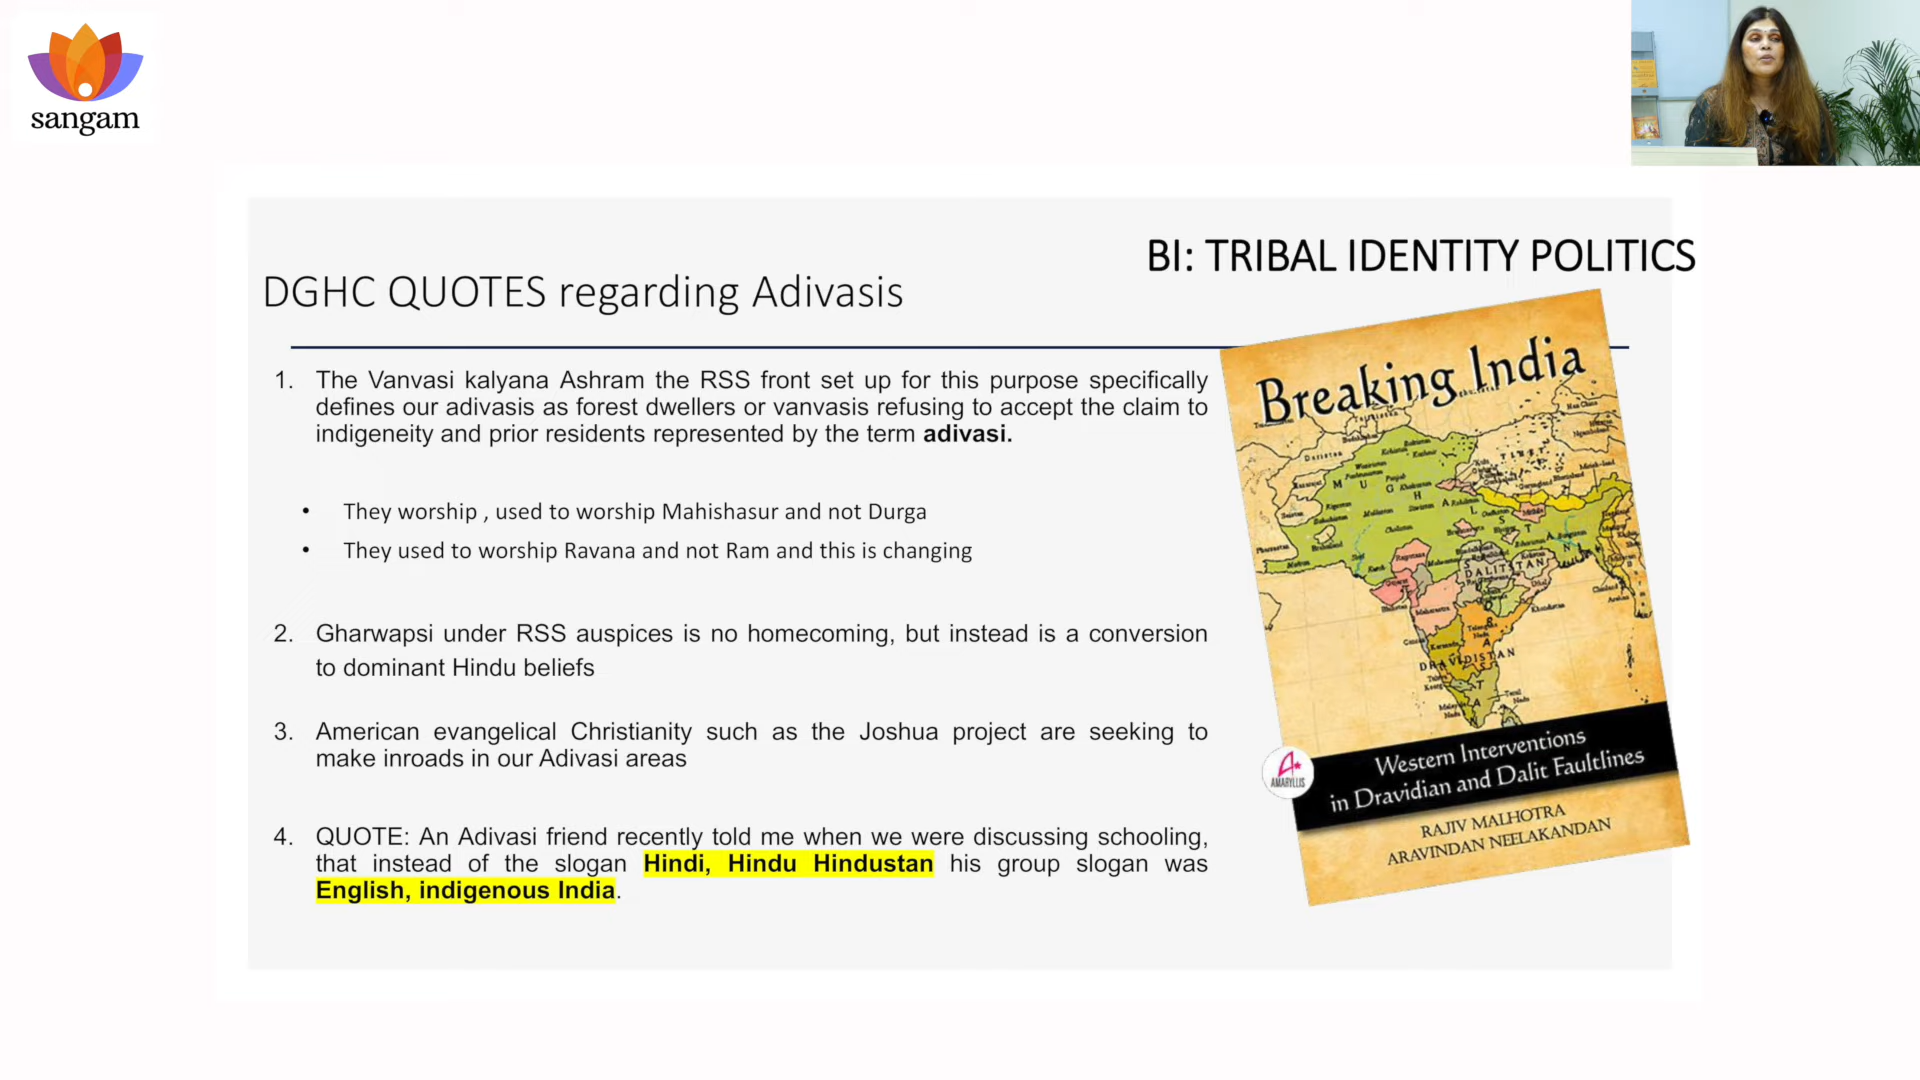 sangam
BI: TRIBAL IDENTITY POLITICS
DGHC QUOTES regarding Adivasis
1. The Vanvasi kalyana Ashram the RSS front set up for this purpose specifically
defines our adivasis as forest dwellers or vanvasis refusing to accept the claim to
indigeneity and prior residents represented by the term adivasi.
• They worship , used to worship Mahishasur and not Durga
• They used to worship Ravana and not Ram and this is changing
2. Gharwapsi under RSS auspices is no homecoming, but instead is a conversion
to dominant Hindu beliefs
3. American evangelical Christianity such as the Joshua project are seeking to
make inroads in our Adivasi areas
4. QUOTE: An Adivasi friend recently told me when we were discussing schooling,
that instead of the slogan Hindi, Hindu Hindustan his group slogan was
English, indigenous India.
Breaking India
MUGHALSTAN
DALITSTAN
DRAVIDISTAN
AMARYLLIS
Western Interventions
in Dravidian and Dalit Faultlines
RAJIV MALHOTRA
ARAVINDAN NEELAKANDAN